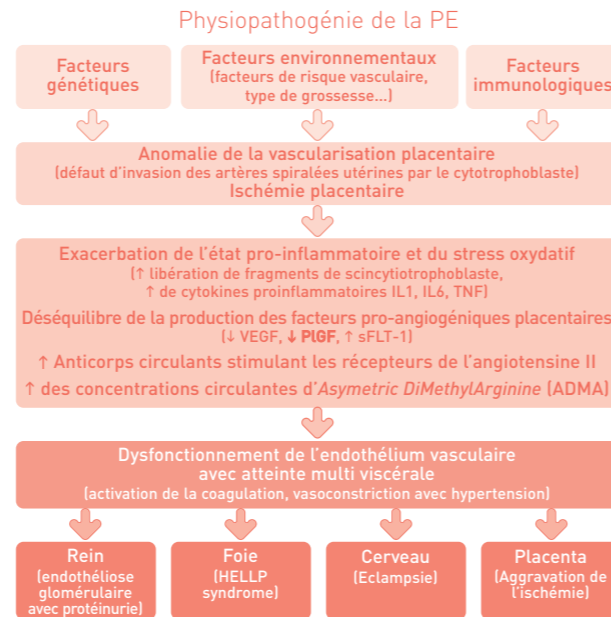 Physiopathogénie de la PE
Facteurs
génétiques
Facteurs environnementaux
(facteurs de risque vasculaire,
type de grossesse...)
Facteurs
immunologiques
Anomalie de la vascularisation placentaire
(défaut d'invasion des artères spiralées utérines par le cytotrophoblaste)
Ischémie placentaire
Exacerbation de l'état pro-inflammatoire et du stress oxydatif
(↑ libération de fragments de scincytiotrophoblaste,
↑ de cytokines proinflammatoires IL1, IL6, TNF)
Déséquilibre de la production des facteurs pro-angiogéniques placentaires
(↓ VEGF, ↓ PlGF, ↑ sFLT-1)
↑ Anticorps circulants stimulant les récepteurs de l'angiotensine II
↑ des concentrations circulantes d'Asymetric DiMethylArginine (ADMA)
Dysfonctionnement de l'endothélium vasculaire
avec atteinte multi viscérale
(activation de la coagulation, vasoconstriction avec hypertension)
Rein
(endothéliose
glomérulaire
avec protéinurie)
Foie
(HELLP
syndrome)
Cerveau
(Eclampsie)
Placenta
(Aggravation de
l'ischémie)